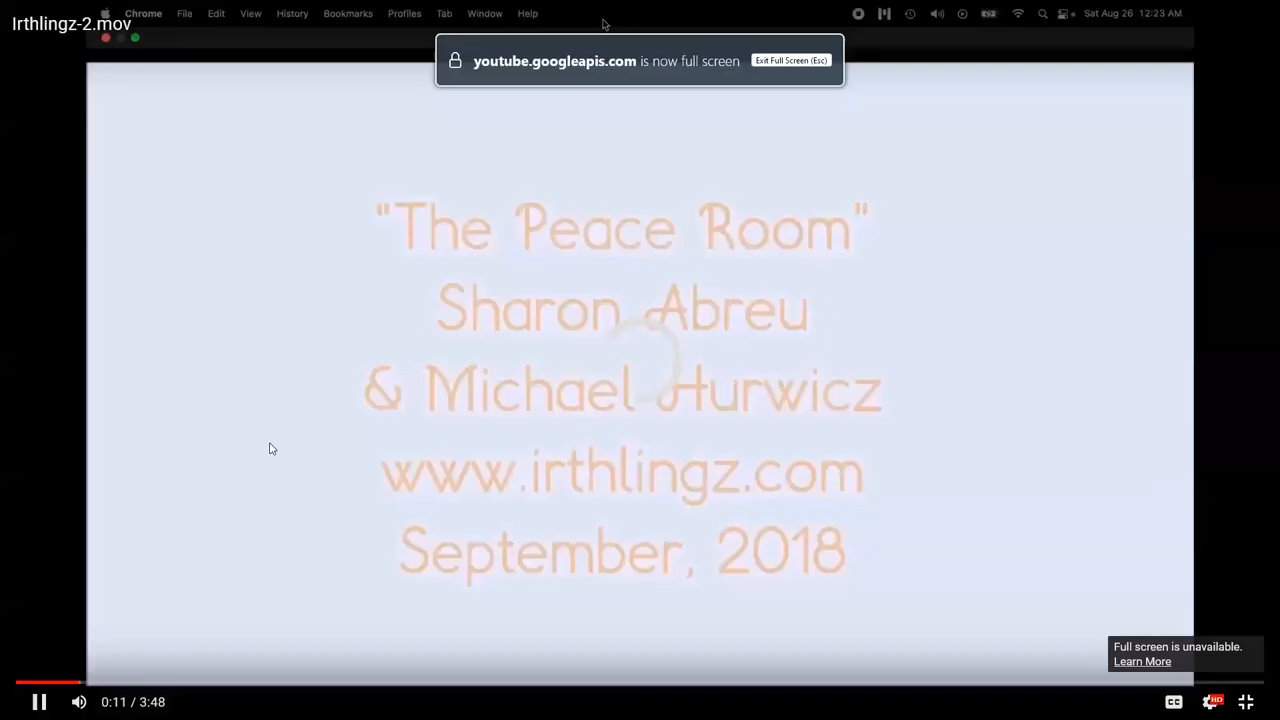 Chrome File Edit View History Bookmarks Profiles Tab Window Help Sat Aug 26 12:23 AM
Irthlingz-2.mov
youtube.googleapis.com is now full screen Exit Full Screen (Esc)
"The Peace Room"
Sharon Abreu
& Michael Hurwicz
www.irthlingz.com
September, 2018
Full screen is unavailable.
Learn More
0:11 / 3:48 CC HD